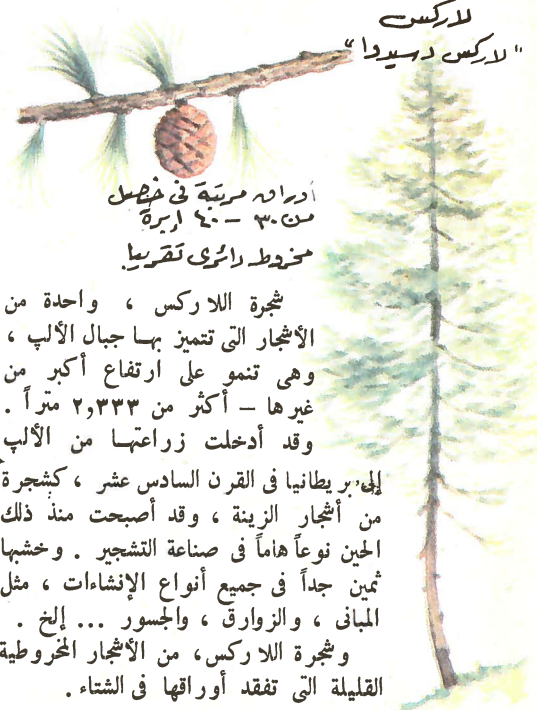 لاركس
"لاركس دسيدوا"
أوراق مرتبة فى خصل
من ٣٠ – ٤٠ إبرة
مخروط دائرى تقريبا
شجرة اللاركس ، واحدة من
الأشجار التى تتميز بها جبال الألپ ،
وهى تنمو على ارتفاع أكبر من
غيرها – أكثر من ٢,٣٣٣ متراً .
وقد أدخلت زراعتها من الألپ
إلى بريطانيا فى القرن السادس عشر ، كشجرة
من أشجار الزينة ، وقد أصبحت منذ ذلك
الحين نوعاً هاماً فى صناعة التشجير . وخشبها
ثمين جداً فى جميع أنواع الإنشاءات ، مثل
المبانى ، والزوارق ، والجسور ... إلخ .
وشجرة اللاركس، من الأشجار المخروطية
القليلة التى تفقد أوراقها فى الشتاء .